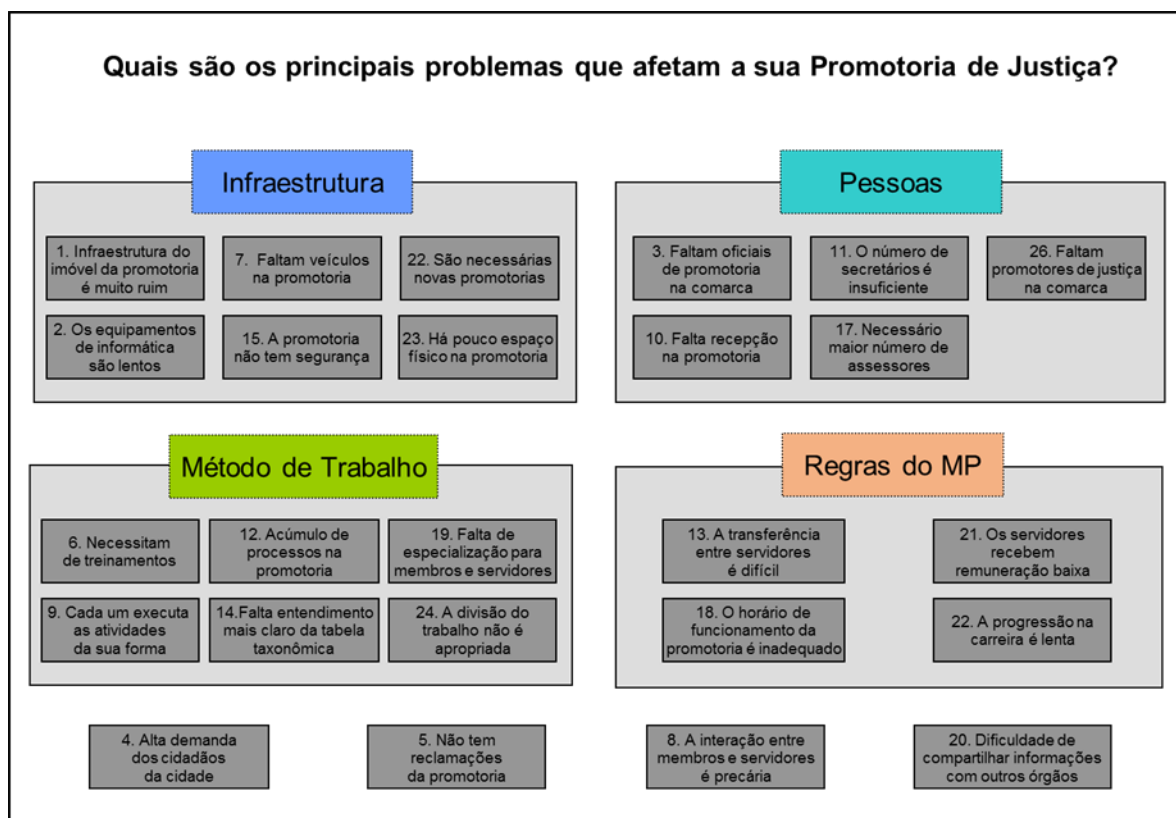 Quais são os principais problemas que afetam a sua Promotoria de Justiça?
Infraestrutura
1. Infraestrutura do
imóvel da promotoria
é muito ruim
7. Faltam veículos
na promotoria
22. São necessárias
novas promotorias
2. Os equipamentos
de informática
são lentos
15. A promotoria
não tem segurança
23. Há pouco espaço
físico na promotoria
Pessoas
3. Faltam oficiais
de promotoria
na comarca
11. O número de
secretários é
insuficiente
26. Faltam
promotores de justiça
na comarca
10. Falta recepção
na promotoria
17. Necessário
maior número de
assessores
Método de Trabalho
6. Necessitam
de treinamentos
12. Acúmulo de
processos na
promotoria
19. Falta de
especialização para
membros e servidores
9. Cada um executa
as atividades
da sua forma
14.Falta entendimento
mais claro da tabela
taxonômica
24. A divisão do
trabalho não é
apropriada
Regras do MP
13. A transferência
entre servidores
é difícil
21. Os servidores
recebem
remuneração baixa
18. O horário de
funcionamento da
promotoria é inadequado
22. A progressão na
carreira é lenta
4. Alta demanda
dos cidadãos
da cidade
5. Não tem
reclamações
da promotoria
8. A interação entre
membros e servidores
é precária
20. Dificuldade de
compartilhar informações
com outros órgãos